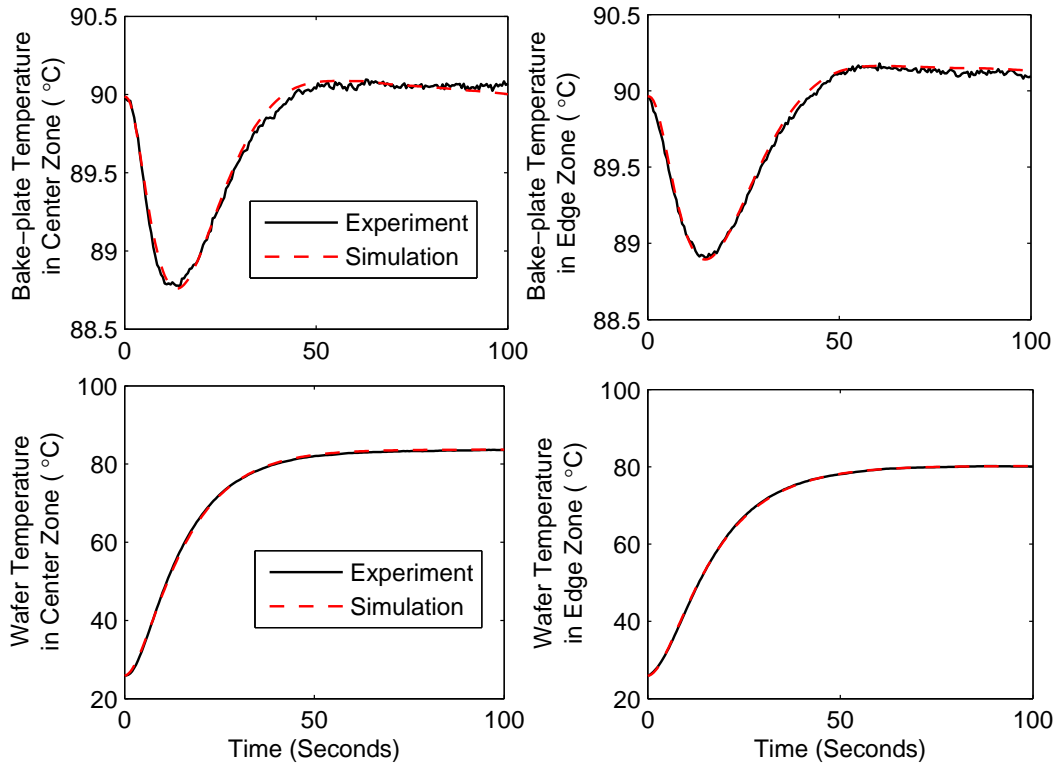 Bake-plate Temperature
in Center Zone ( °C)
90.5
90
89.5
89
88.5
0
50
100
Experiment
Simulation
Bake-plate Temperature
in Edge Zone ( °C)
90.5
90
89.5
89
88.5
0
50
100
Wafer Temperature
in Center Zone ( °C)
100
80
60
40
20
0
50
100
Time (Seconds)
Experiment
Simulation
Wafer Temperature
in Edge Zone ( °C)
100
80
60
40
20
0
50
100
Time (Seconds)